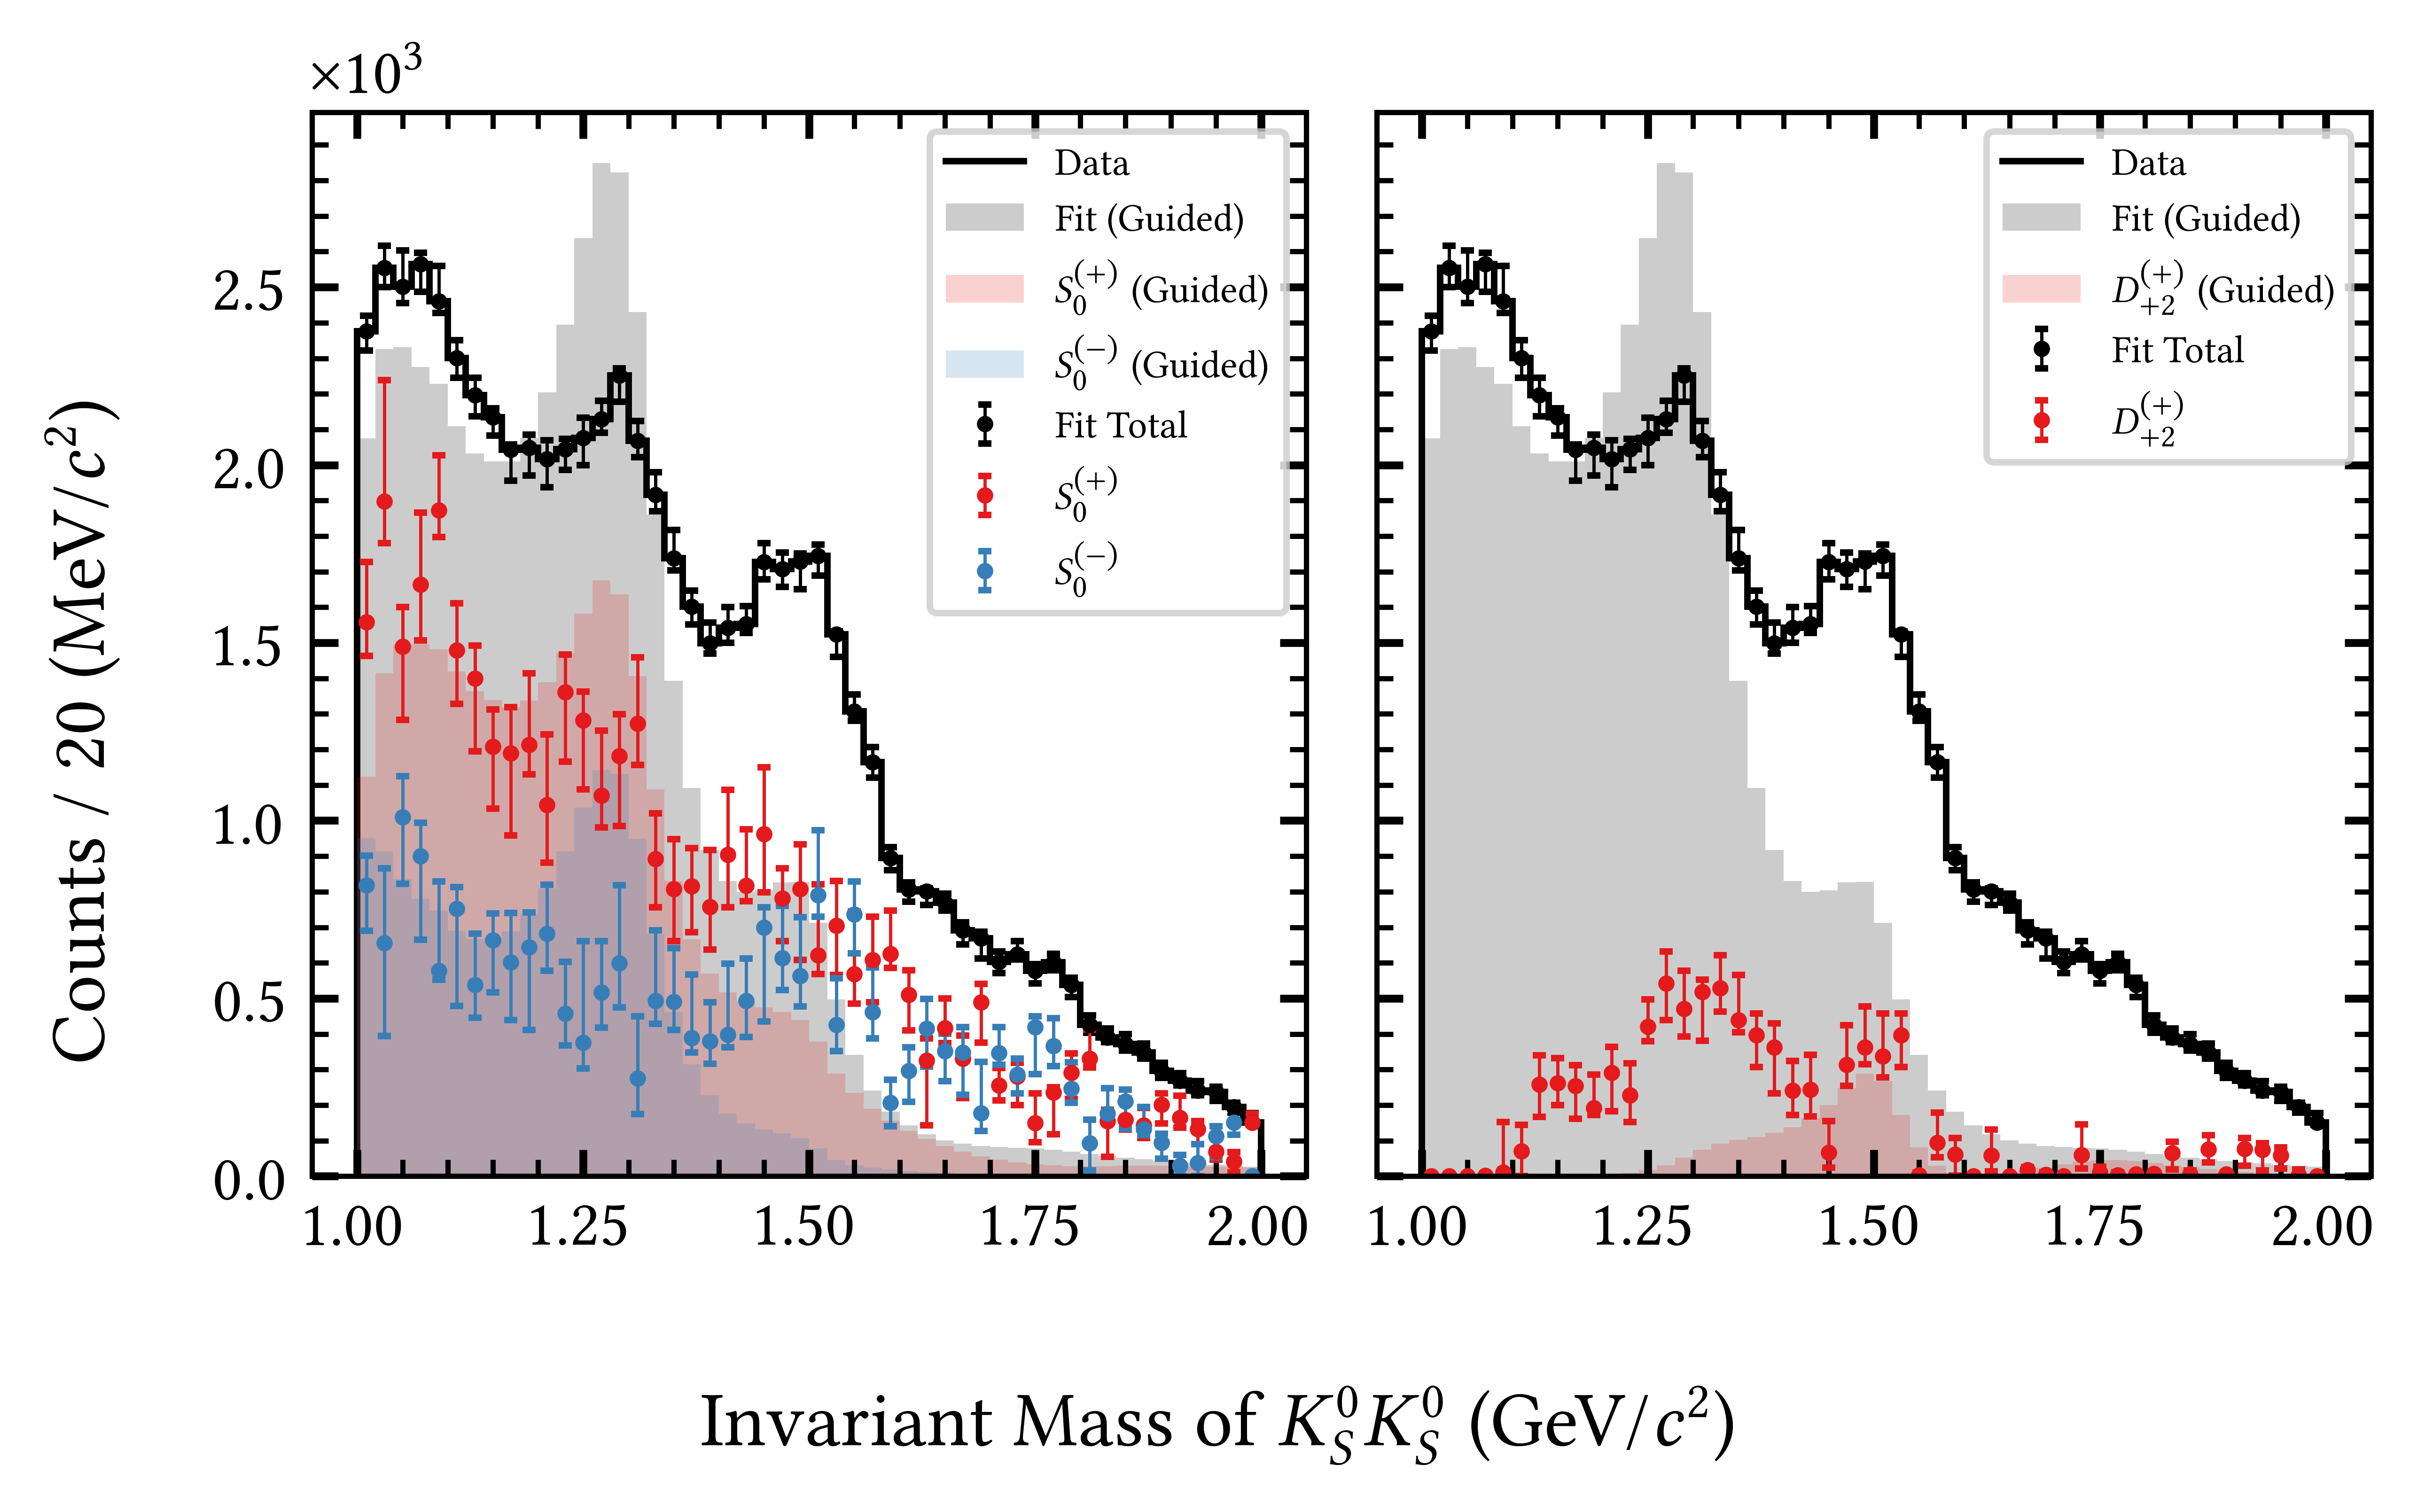 ×10³
Counts / 20 (MeV/c²)
2.5
2.0
1.5
1.0
0.5
0.0
1.00 1.25 1.50 1.75 2.00
Data
Fit (Guided)
S₀⁽⁺⁾ (Guided)
S₀⁽⁻⁾ (Guided)
Fit Total
S₀⁽⁺⁾
S₀⁽⁻⁾
1.00 1.25 1.50 1.75 2.00
Data
Fit (Guided)
D₊₂⁽⁺⁾ (Guided)
Fit Total
D₊₂⁽⁺⁾
Invariant Mass of K_S⁰K_S⁰ (GeV/c²)